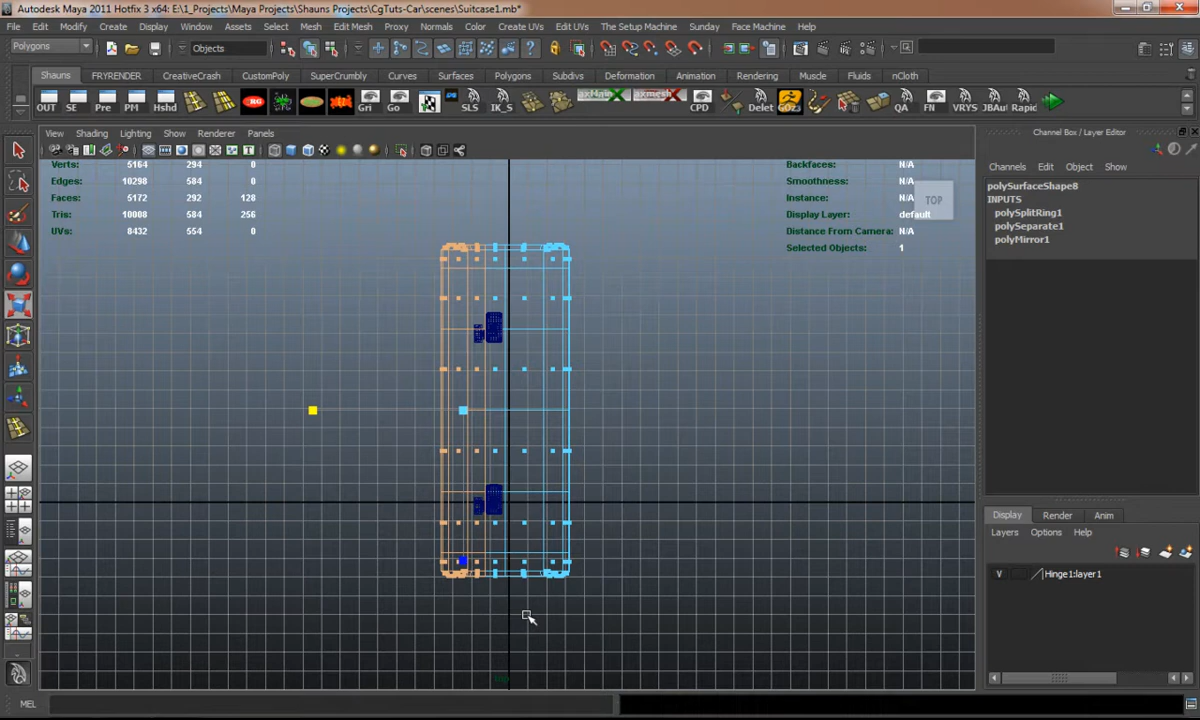 Autodesk Maya 2011 Hotfix 3 x64: E:\1_Projects\Maya Projects\Shauns Projects\CgTuts-Car\scenes\Suitcase1.mb*
File Edit Modify Create Display Window Assets Select Mesh Edit Mesh Proxy Normals Color Create UVs Edit UVs The Setup Machine Sunday Face Machine Help
Polygons Objects
Shauns FRYRENDER CreativeCrash CustomPoly SuperCrumbly Curves Surfaces Polygons Subdivs Deformation Animation Rendering Muscle Fluids nCloth
OUT SE Pre PM Hshd Gri Go SLS IK_S CPD Delet GOZ3 QA FN VRYS JBAut Rapic
View Shading Lighting Show Renderer Panels
Channel Box / Layer Editor
Channels Edit Object Show
Verts: 5164 294 0
Edges: 10298 584 0
Faces: 5172 292 128
Tris: 10008 584 256
UVs: 8432 554 0
Backfaces: N/A
Smoothness: N/A
Instance: N/A
Display Layer: default
Distance From Camera: N/A
Selected Objects: 1
TOP
polySurfaceShape8
INPUTS
polySplitRing1
polySeparate1
polyMirror1
Display Render Anim
Layers Options Help
V Hinge1:layer1
MEL